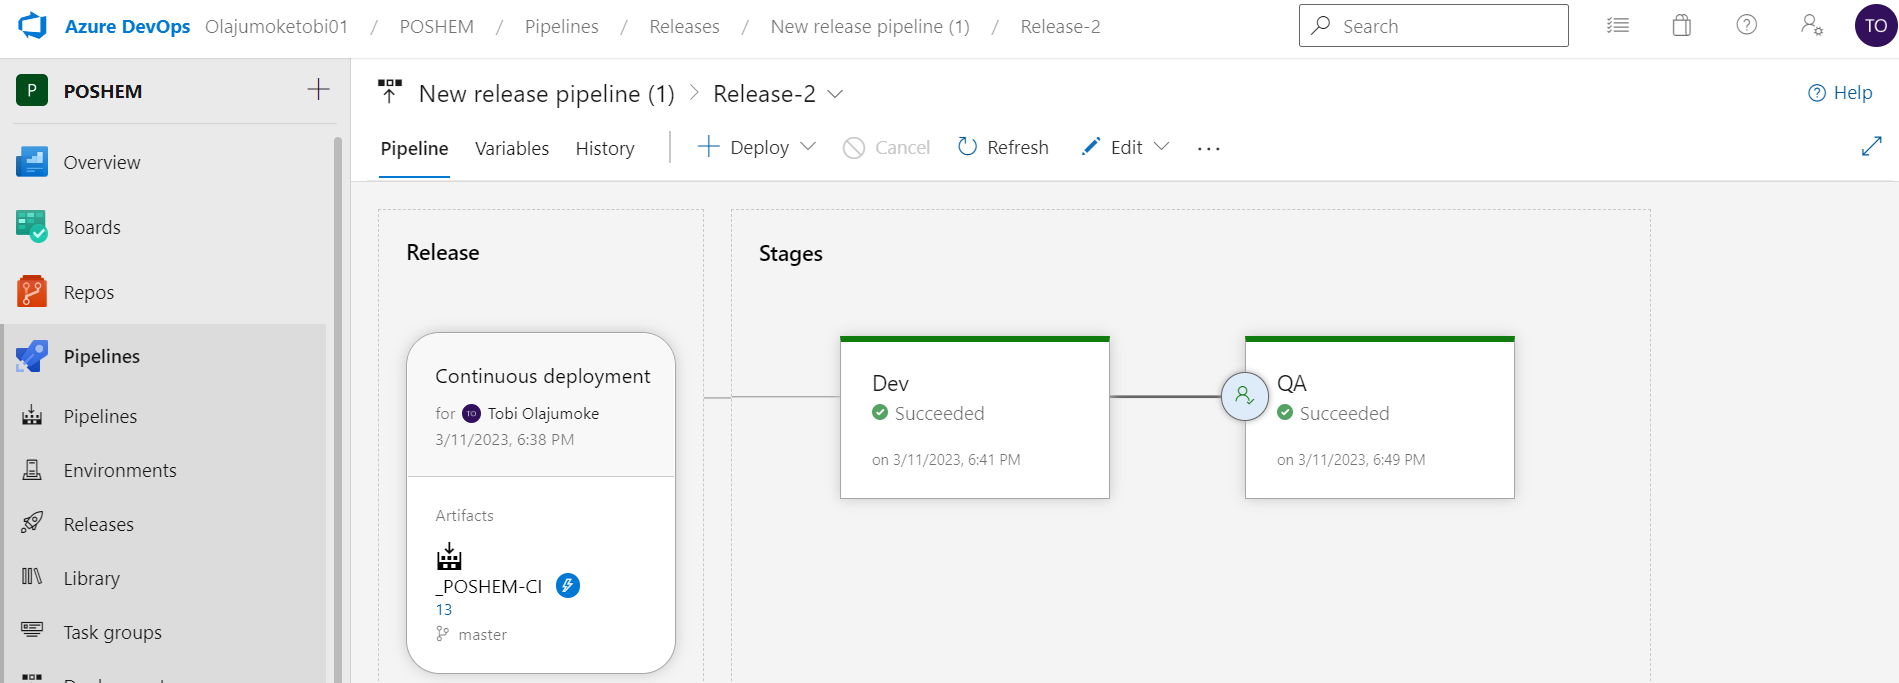 Azure DevOps Olajumoketobi01 / POSHEM / Pipelines / Releases / New release pipeline (1) / Release-2
Search
TO
P POSHEM
Overview
Boards
Repos
Pipelines
Pipelines
Environments
Releases
Library
Task groups
New release pipeline (1) > Release-2
Help
Pipeline Variables History Deploy Cancel Refresh Edit ...
Release
Continuous deployment
for TO Tobi Olajumoke
3/11/2023, 6:38 PM
Artifacts
_POSHEM-CI
13
master
Stages
Dev
Succeeded
on 3/11/2023, 6:41 PM
QA
Succeeded
on 3/11/2023, 6:49 PM